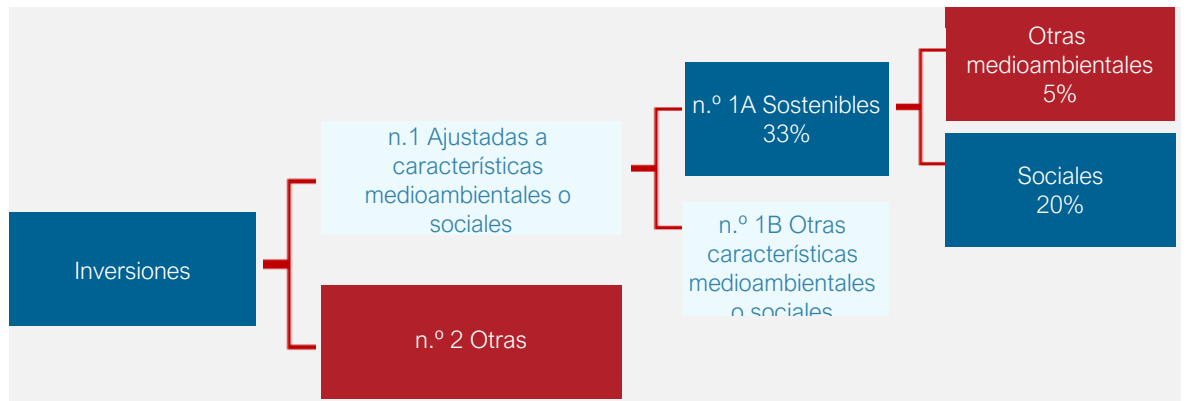 Inversiones
n.1 Ajustadas a
características
medioambientales o
sociales
n.º 2 Otras
n.º 1A Sostenibles
33%
n.º 1B Otras
características
medioambientales
o sociales
Otras
medioambientales
5%
Sociales
20%